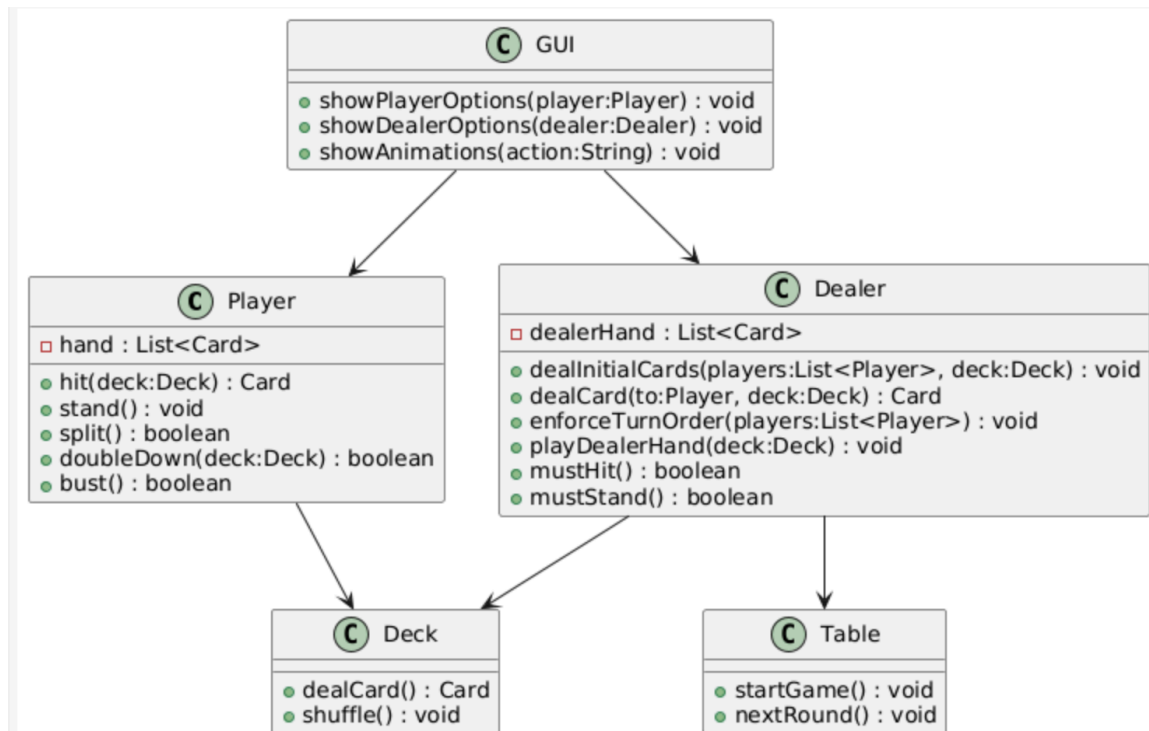 C GUI
showPlayerOptions(player:Player) : void
showDealerOptions(dealer:Dealer) : void
showAnimations(action:String) : void
C Player
hand : List<Card>
hit(deck:Deck) : Card
stand() : void
split() : boolean
doubleDown(deck:Deck) : boolean
bust() : boolean
C Dealer
dealerHand : List<Card>
dealInitialCards(players:List<Player>, deck:Deck) : void
dealCard(to:Player, deck:Deck) : Card
enforceTurnOrder(players:List<Player>) : void
playDealerHand(deck:Deck) : void
mustHit() : boolean
mustStand() : boolean
C Deck
dealCard() : Card
shuffle() : void
C Table
startGame() : void
nextRound() : void